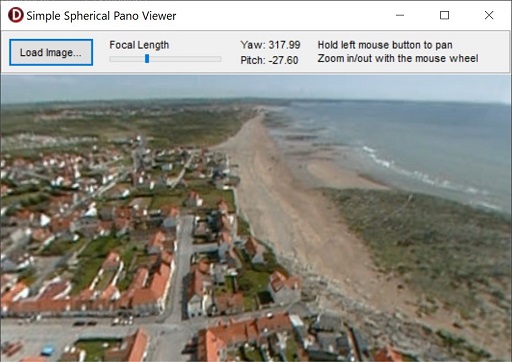 Simple Spherical Pano Viewer
Load Image...
Focal Length
Yaw: 317.99
Pitch: -27.60
Hold left mouse button to pan
Zoom in/out with the mouse wheel